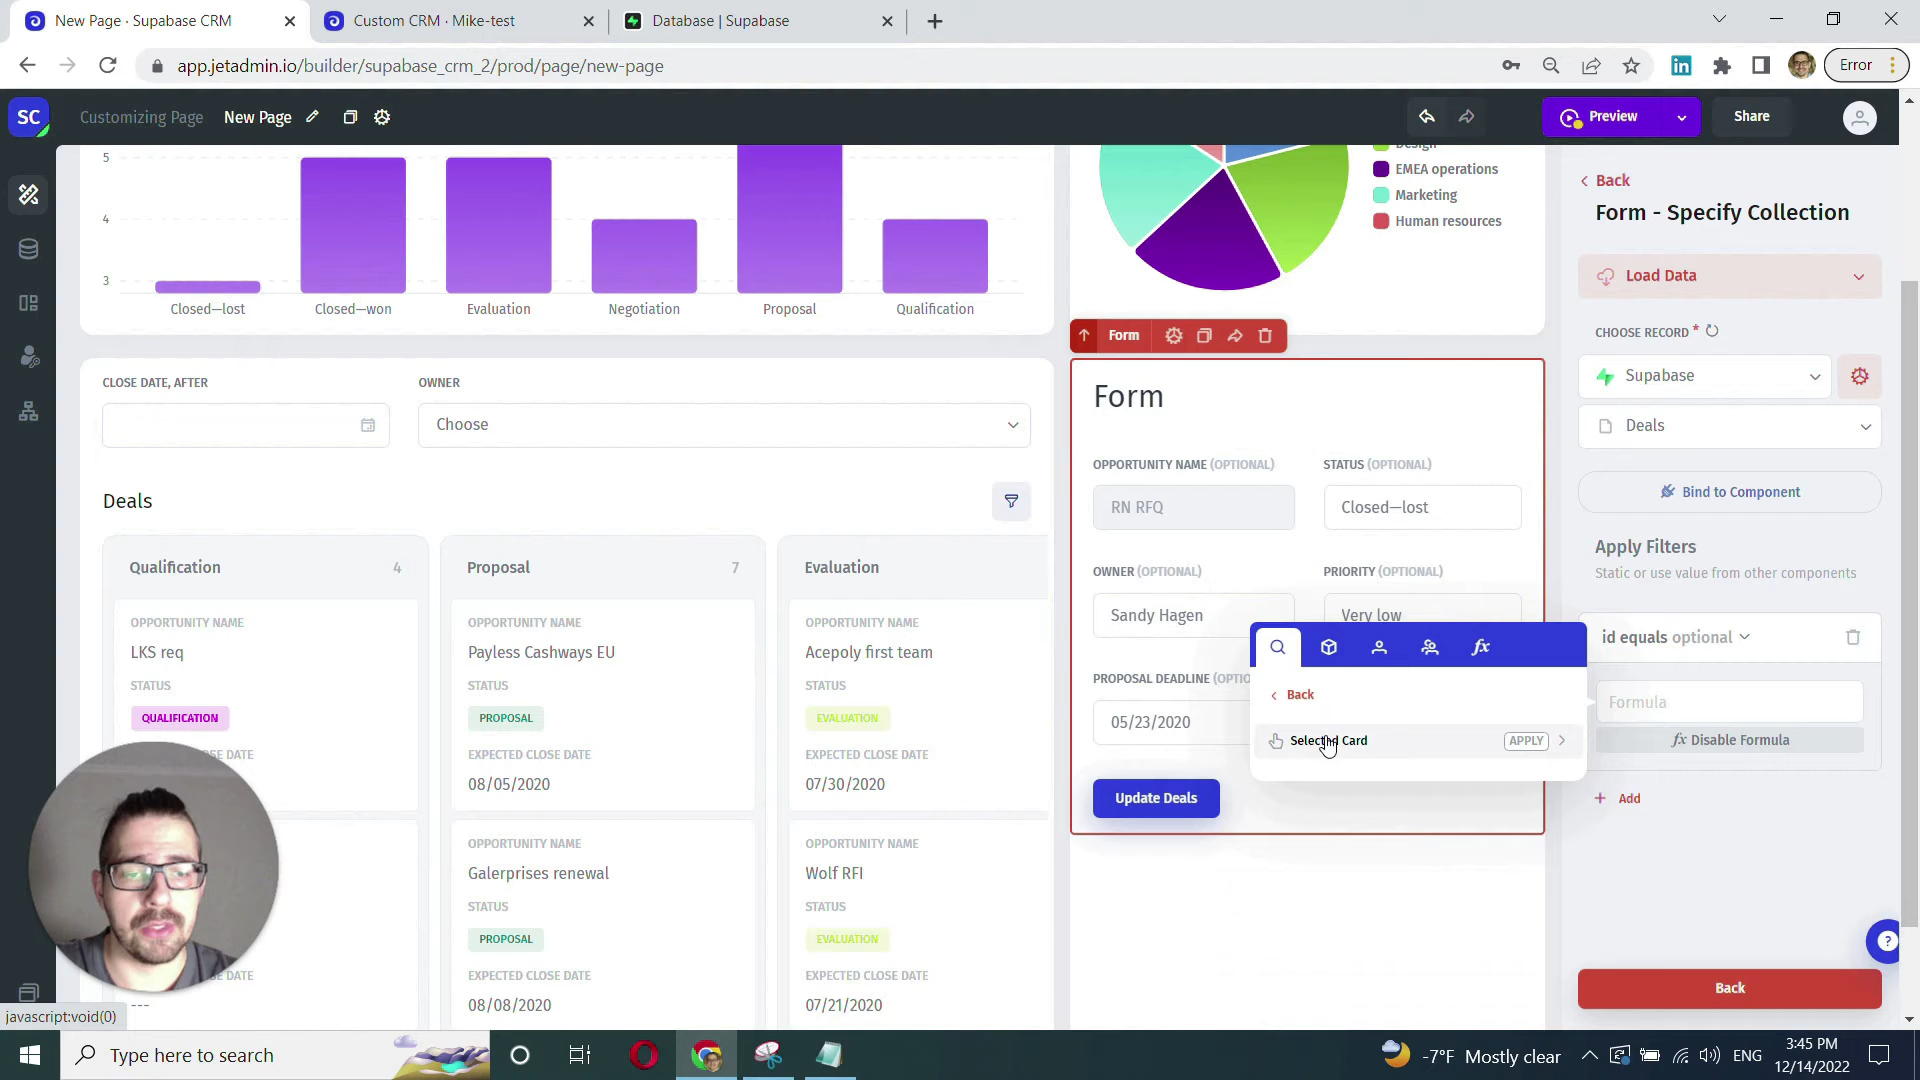 New Page · Supabase CRM
Custom CRM · Mike-test
Database | Supabase
app.jetadmin.io/builder/supabase_crm_2/prod/page/new-page
Error
SC
Customizing Page
New Page
Preview
Share
5
4
3
Closed—lost
Closed—won
Evaluation
Negotiation
Proposal
Qualification
Design
EMEA operations
Marketing
Human resources
Back
Form - Specify Collection
Load Data
CHOOSE RECORD *
Supabase
Deals
Bind to Component
Apply Filters
Static or use value from other components
id equals optional
Formula
fx Disable Formula
Add
Back
Form
Form
OPPORTUNITY NAME (OPTIONAL)
STATUS (OPTIONAL)
RN RFQ
Closed—lost
OWNER (OPTIONAL)
PRIORITY (OPTIONAL)
Sandy Hagen
Very low
PROPOSAL DEADLINE
05/23/2020
Update Deals
fx
Back
Selected Card
APPLY
CLOSE DATE, AFTER
OWNER
Choose
Deals
Qualification
4
Proposal
7
Evaluation
OPPORTUNITY NAME
LKS req
STATUS
QUALIFICATION
OPPORTUNITY NAME
Payless Cashways EU
STATUS
PROPOSAL
EXPECTED CLOSE DATE
08/05/2020
OPPORTUNITY NAME
Acepoly first team
STATUS
EVALUATION
EXPECTED CLOSE DATE
07/30/2020
OPPORTUNITY NAME
Galerprises renewal
STATUS
PROPOSAL
EXPECTED CLOSE DATE
08/08/2020
OPPORTUNITY NAME
Wolf RFI
STATUS
EVALUATION
EXPECTED CLOSE DATE
07/21/2020
DATE
---
javascript:void(0)
Type here to search
-7°F Mostly clear
ENG
3:45 PM
12/14/2022